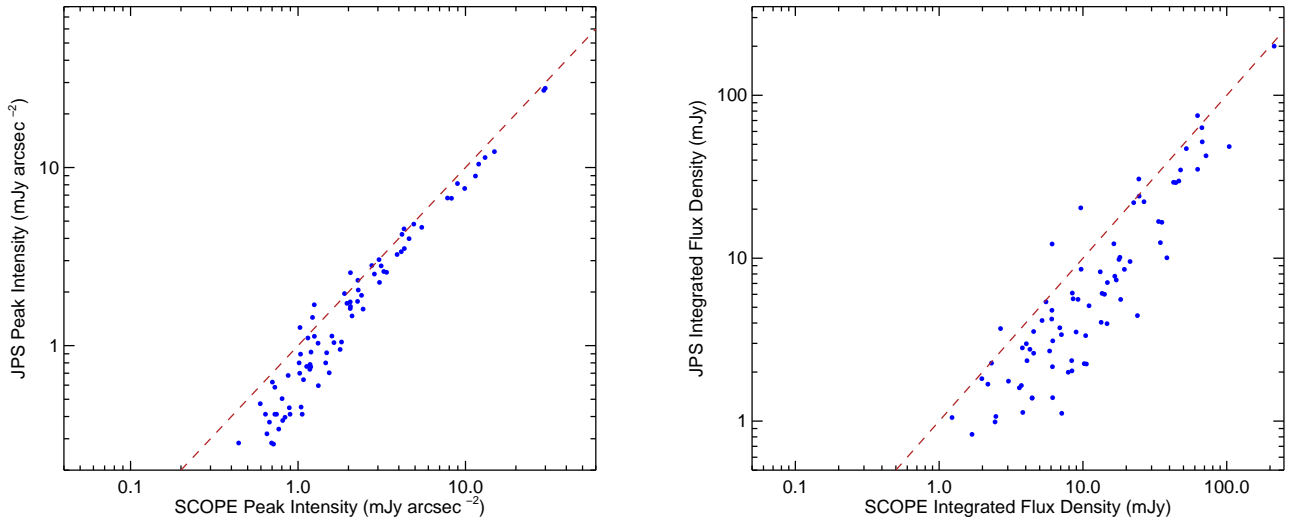 JPS Peak Intensity (mJy arcsec⁻²)
10
1
0.1 1.0 10.0
SCOPE Peak Intensity (mJy arcsec⁻²)
JPS Integrated Flux Density (mJy)
100
10
1
0.1 1.0 10.0 100.0
SCOPE Integrated Flux Density (mJy)